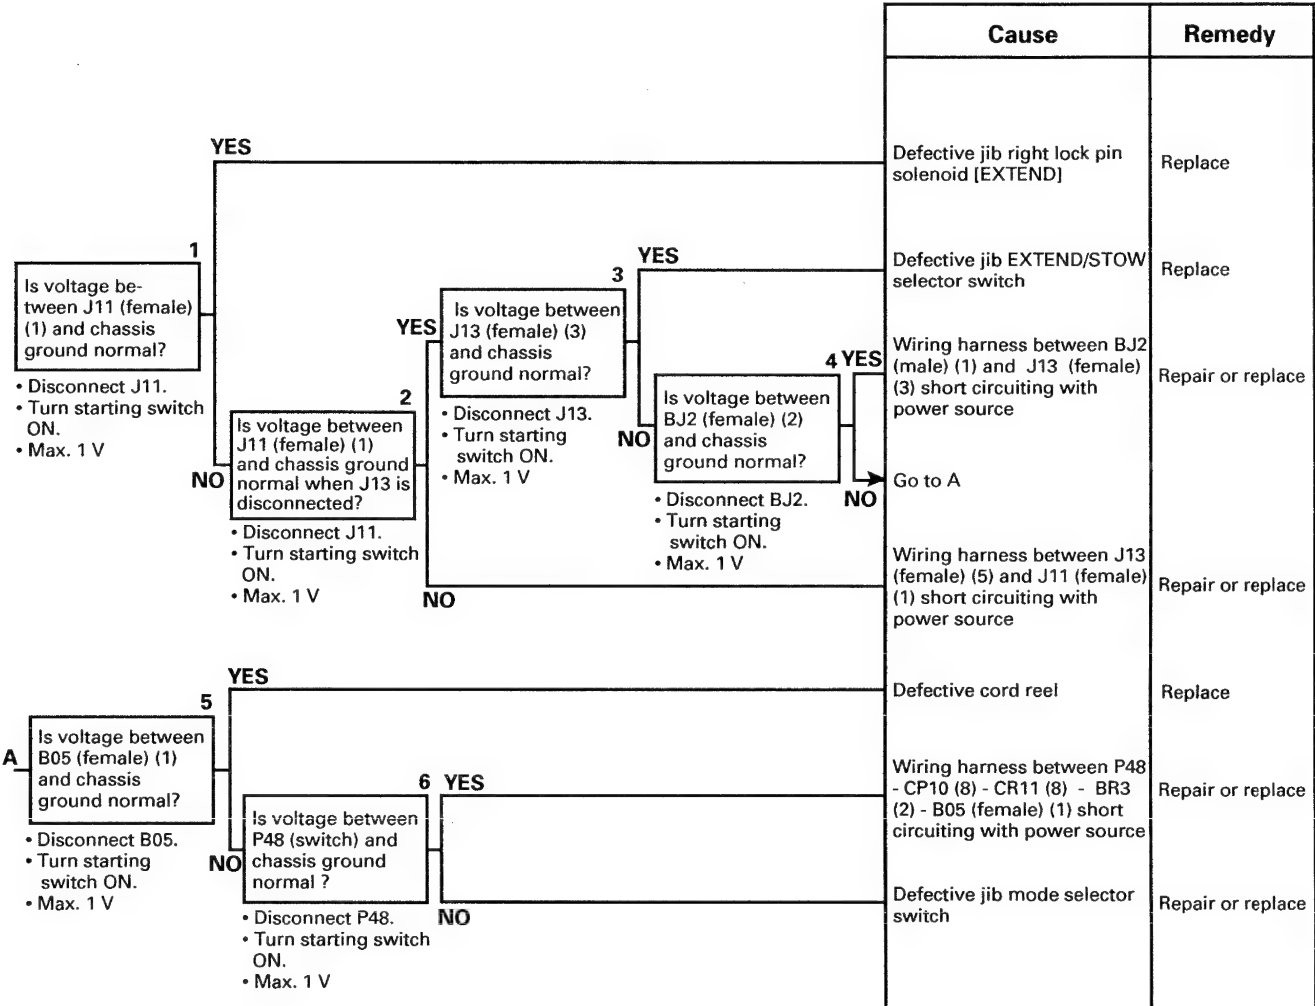 Cause
Remedy
YES
Defective jib right lock pin
solenoid [EXTEND]
Replace
1
Is voltage be-
tween J11 (female)
(1) and chassis
ground normal?
• Disconnect J11.
• Turn starting switch
ON.
• Max. 1 V
NO
2
Is voltage between
J11 (female) (1)
and chassis ground
normal when J13 is
disconnected?
• Disconnect J11.
• Turn starting switch
ON.
• Max. 1 V
YES
3
Is voltage between
J13 (female) (3)
and chassis
ground normal?
• Disconnect J13.
• Turn starting
switch ON.
• Max. 1 V
YES
Defective jib EXTEND/STOW
selector switch
Replace
NO
4
Is voltage between
BJ2 (female) (2)
and chassis
ground normal?
• Disconnect BJ2.
• Turn starting
switch ON.
• Max. 1 V
YES
Wiring harness between BJ2
(male) (1) and J13 (female)
(3) short circuiting with
power source
Repair or replace
NO
Go to A
NO
Wiring harness between J13
(female) (5) and J11 (female)
(1) short circuiting with
power source
Repair or replace
A
5
Is voltage between
B05 (female) (1)
and chassis
ground normal?
• Disconnect B05.
• Turn starting
switch ON.
• Max. 1 V
YES
Defective cord reel
Replace
NO
6
Is voltage between
P48 (switch) and
chassis ground
normal ?
• Disconnect P48.
• Turn starting switch
ON.
• Max. 1 V
YES
Wiring harness between P48
- CP10 (8) - CR11 (8) - BR3
(2) - B05 (female) (1) short
circuiting with power source
Repair or replace
NO
Defective jib mode selector
switch
Repair or replace